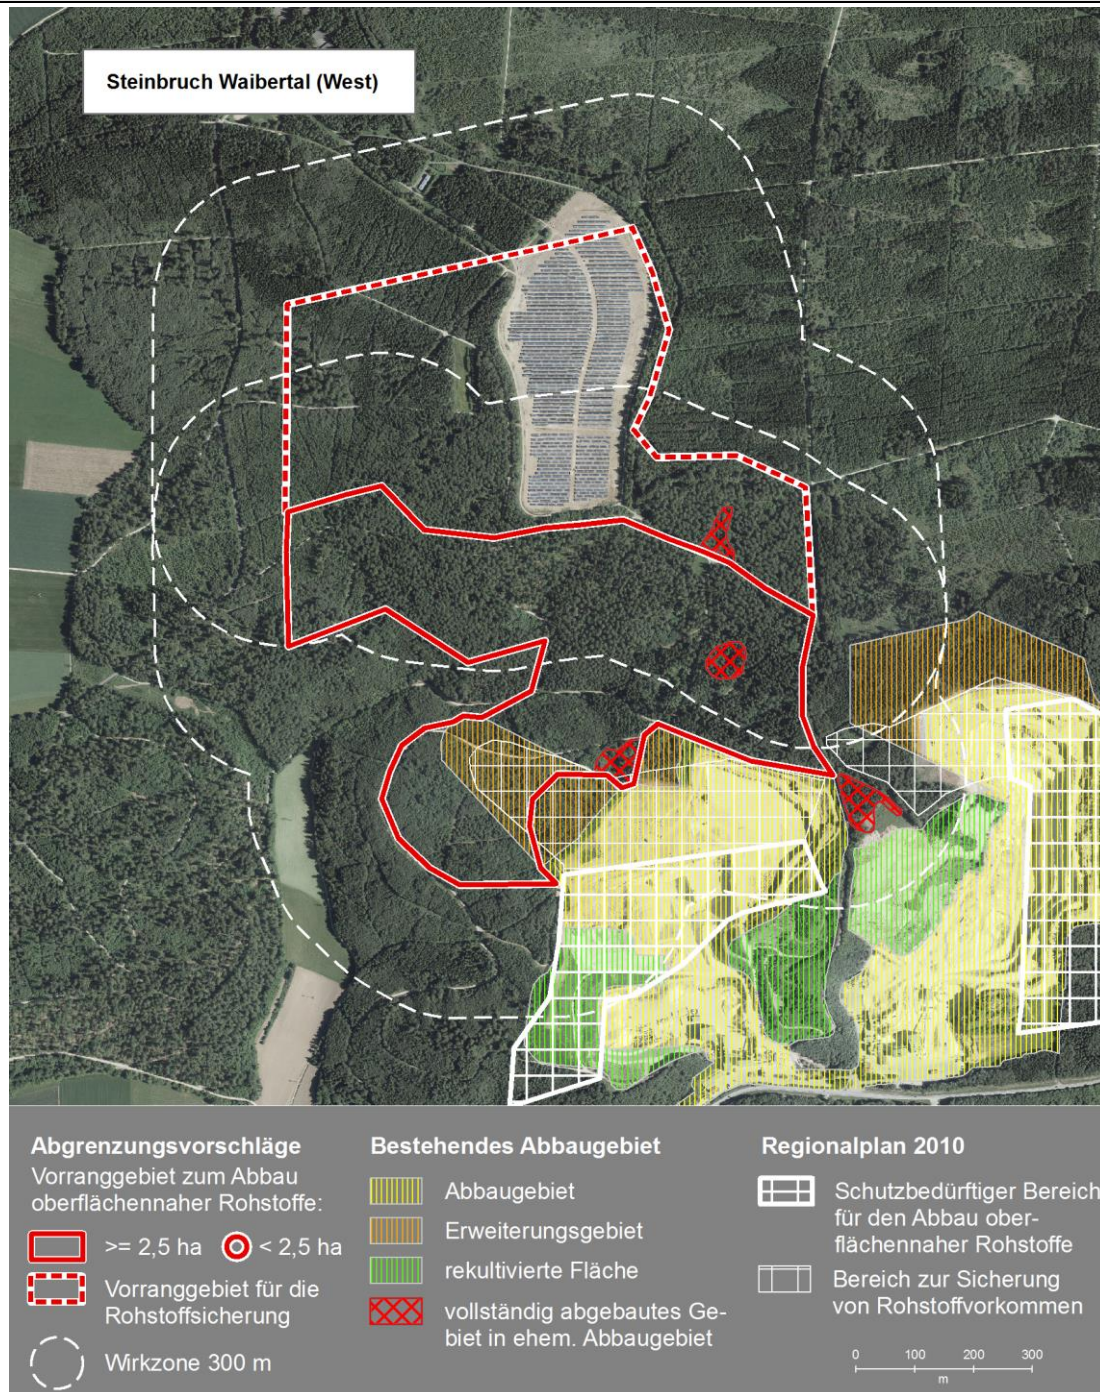 Steinbruch Waibertal (West)
Abgrenzungsvorschläge
Vorranggebiet zum Abbau
oberflächennaher Rohstoffe:
>= 2,5 ha
< 2,5 ha
Vorranggebiet für die
Rohstoffsicherung
Wirkzone 300 m
Bestehendes Abbaugebiet
Abbaugebiet
Erweiterungsgebiet
rekultivierte Fläche
vollständig abgebautes Ge-
biet in ehem. Abbaugebiet
Regionalplan 2010
Schutzbedürftiger Bereich
für den Abbau ober-
flächennaher Rohstoffe
Bereich zur Sicherung
von Rohstoffvorkommen
0 100 200 300
m